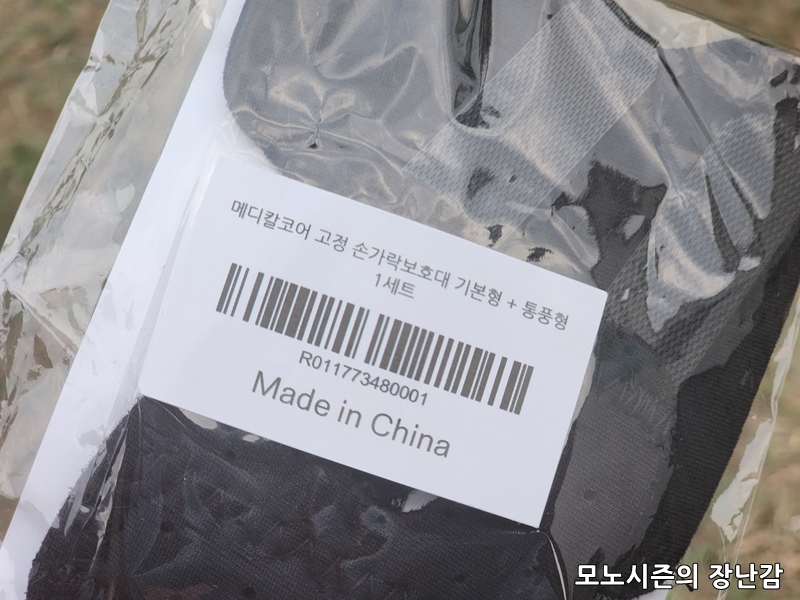 메디칼코어 고정 손가락보호대 기본형 + 통풍형
1세트
R011773480001
Made in China
모노시즌의 장난감